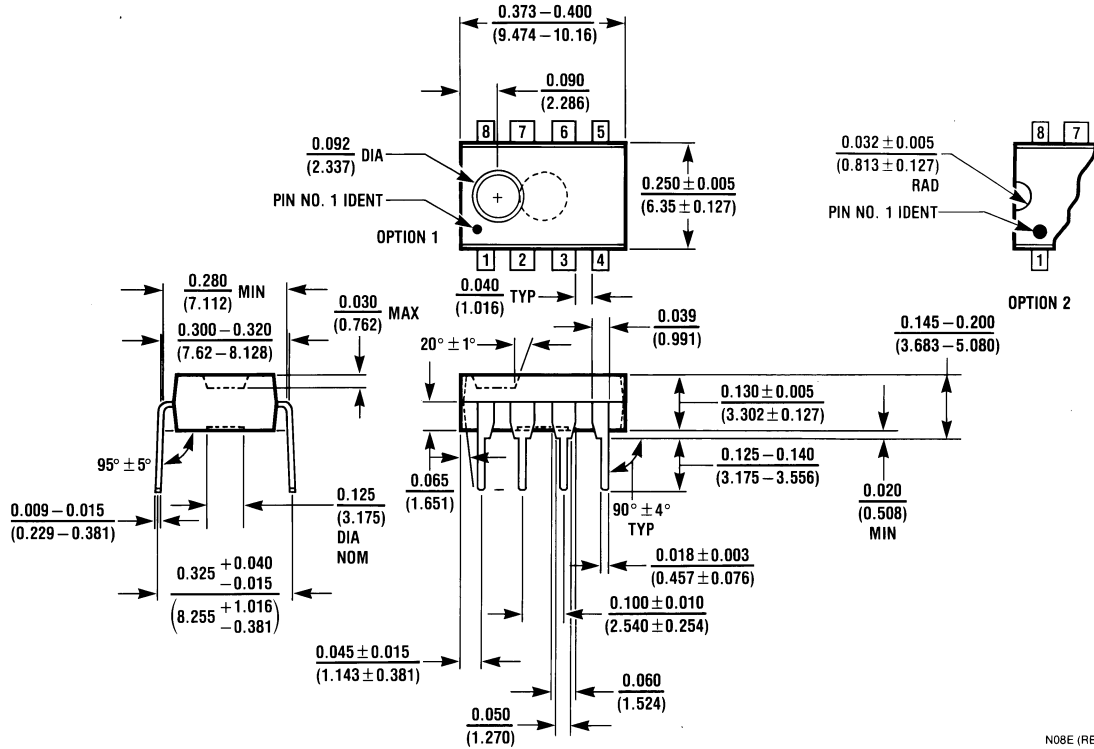 0.373 – 0.400
(9.474 – 10.16)
0.090
(2.286)
8 7 6 5
0.092 DIA
(2.337)
PIN NO. 1 IDENT
OPTION 1
1 2 3 4
0.250 ± 0.005
(6.35 ± 0.127)
0.032 ± 0.005
(0.813 ± 0.127)
RAD
PIN NO. 1 IDENT
8 7
1
OPTION 2
0.280 MIN
(7.112)
0.300 – 0.320
(7.62 – 8.128)
0.030 MAX
(0.762)
0.040 TYP
(1.016)
20° ± 1°
0.039
(0.991)
0.145 – 0.200
(3.683 – 5.080)
0.130 ± 0.005
(3.302 ± 0.127)
0.125 – 0.140
(3.175 – 3.556)
0.020
(0.508)
MIN
95° ± 5°
0.009 – 0.015
(0.229 – 0.381)
0.125
(3.175)
DIA
NOM
0.065
(1.651)
90° ± 4°
TYP
0.018 ± 0.003
(0.457 ± 0.076)
0.325 +0.040
–0.015
(8.255 +1.016
–0.381)
0.100 ± 0.010
(2.540 ± 0.254)
0.045 ± 0.015
(1.143 ± 0.381)
0.060
(1.524)
0.050
(1.270)
N08E (RE